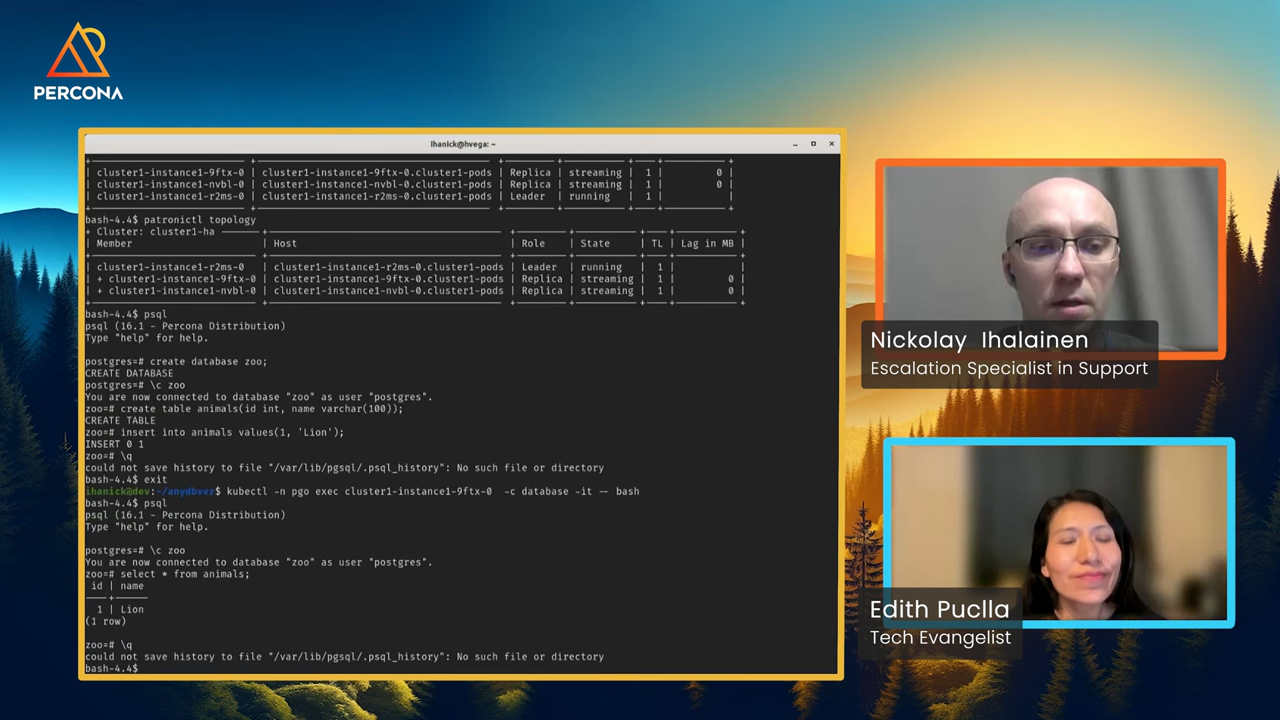 PERCONA
ihanick@hvega: ~
| cluster1-instance1-9ftx-0 | cluster1-instance1-9ftx-0.cluster1-pods | Replica | streaming | 1 | 0 |
| cluster1-instance1-nvbl-0 | cluster1-instance1-nvbl-0.cluster1-pods | Replica | streaming | 1 | 0 |
| cluster1-instance1-r2ms-0 | cluster1-instance1-r2ms-0.cluster1-pods | Leader | running | 1 | |
bash-4.4$ patronictl topology
+ Cluster: cluster1-ha
| Member | Host | Role | State | TL | Lag in MB |
| cluster1-instance1-r2ms-0 | cluster1-instance1-r2ms-0.cluster1-pods | Leader | running | 1 | |
| + cluster1-instance1-9ftx-0 | cluster1-instance1-9ftx-0.cluster1-pods | Replica | streaming | 1 | 0 |
| + cluster1-instance1-nvbl-0 | cluster1-instance1-nvbl-0.cluster1-pods | Replica | streaming | 1 | 0 |
bash-4.4$ psql
psql (16.1 - Percona Distribution)
Type "help" for help.
postgres=# create database zoo;
CREATE DATABASE
postgres=# \c zoo
You are now connected to database "zoo" as user "postgres".
zoo=# create table animals(id int, name varchar(100));
CREATE TABLE
zoo=# insert into animals values(1, 'Lion');
INSERT 0 1
zoo=# \q
could not save history to file "/var/lib/pgsql/.psql_history": No such file or directory
bash-4.4$ exit
ihanick@dev:~/anydbver$ kubectl -n pgo exec cluster1-instance1-9ftx-0 -c database -it -- bash
bash-4.4$ psql
psql (16.1 - Percona Distribution)
Type "help" for help.
postgres=# \c zoo
You are now connected to database "zoo" as user "postgres".
zoo=# select * from animals;
id | name
----+------
1 | Lion
(1 row)
zoo=# \q
could not save history to file "/var/lib/pgsql/.psql_history": No such file or directory
bash-4.4$
Nickolay Ihalainen
Escalation Specialist in Support
Edith Puclla
Tech Evangelist